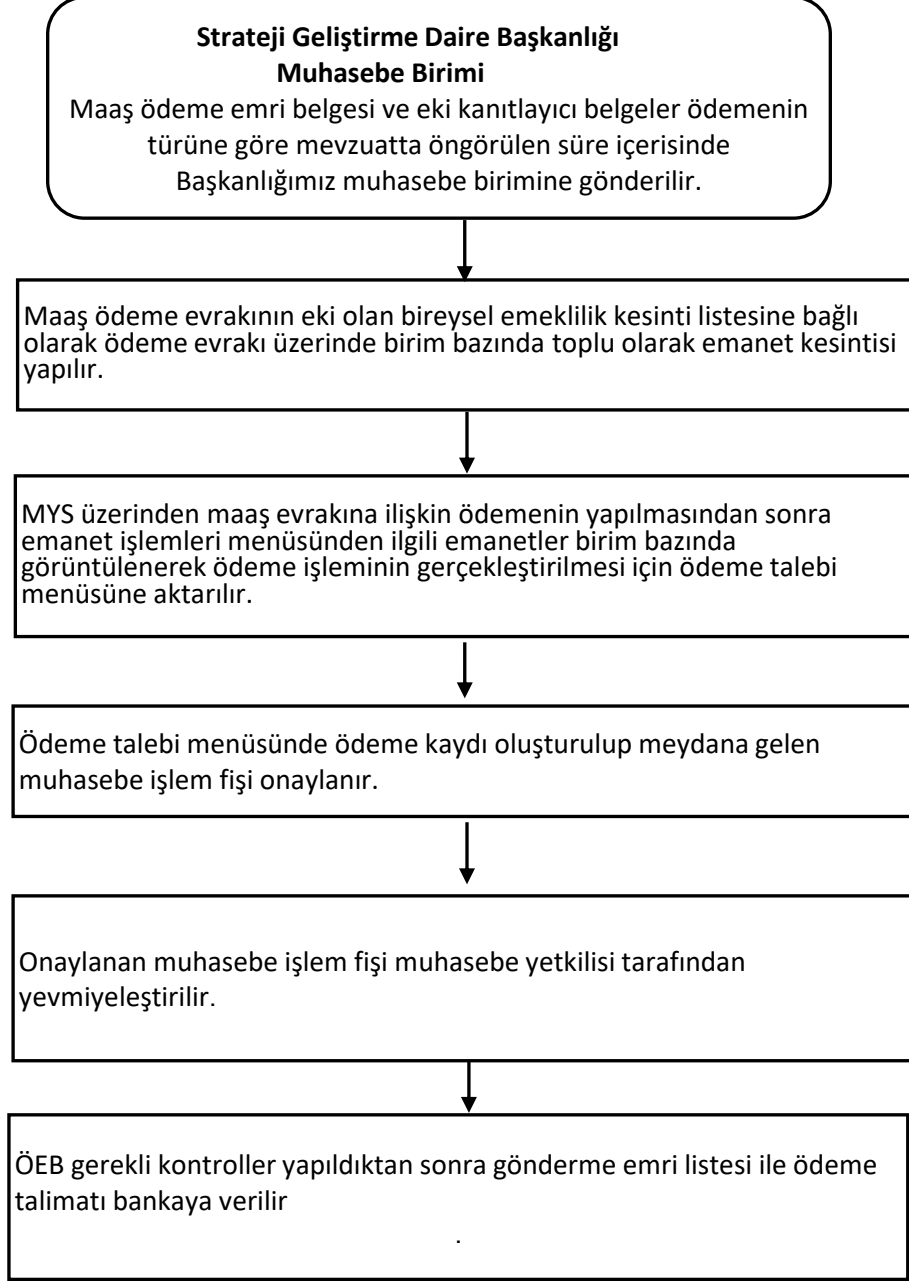 Strateji Geliştirme Daire Başkanlığı
Muhasebe Birimi
Maaş ödeme emri belgesi ve eki kanıtlayıcı belgeler ödemenin
türüne göre mevzuatta öngörülen süre içerisinde
Başkanlığımız muhasebe birimine gönderilir.
Maaş ödeme evrakının eki olan bireysel emeklilik kesinti listesine bağlı
olarak ödeme evrakı üzerinde birim bazında toplu olarak emanet kesintisi
yapılır.
MYS üzerinden maaş evrakına ilişkin ödemenin yapılmasından sonra
emanet işlemleri menüsünden ilgili emanetler birim bazında
görüntülenerek ödeme işleminin gerçekleştirilmesi için ödeme talebi
menüsüne aktarılır.
Ödeme talebi menüsünde ödeme kaydı oluşturulup meydana gelen
muhasebe işlem fişi onaylanır.
Onaylanan muhasebe işlem fişi muhasebe yetkilisi tarafından
yevmiyeleştirilir.
ÖEB gerekli kontroller yapıldıktan sonra gönderme emri listesi ile ödeme
talimatı bankaya verilir
.